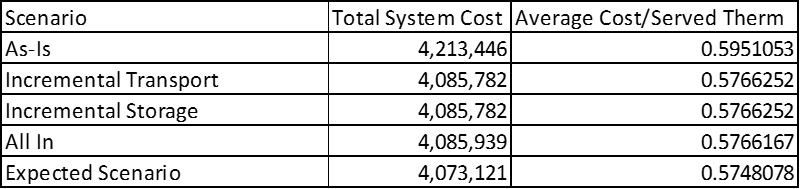 Scenario Total System Cost Average Cost/Served Therm
As-Is 4,213,446 0.5951053
Incremental Transport 4,085,782 0.5766252
Incremental Storage 4,085,782 0.5766252
All In 4,085,939 0.5766167
Expected Scenario 4,073,121 0.5748078